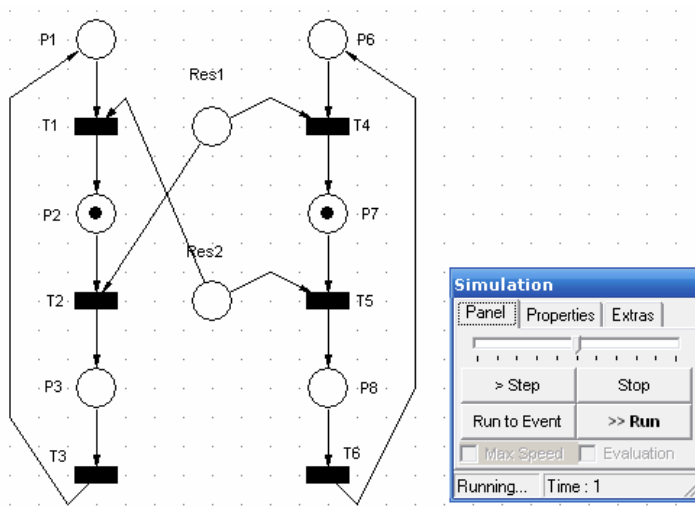 P1
P6
Res1
T1
T4
P2
P7
Res2
T2
T5
P3
P8
T3
T6
Simulation
Panel Properties Extras
> Step Stop
Run to Event >> Run
Max Speed Evaluation
Running... Time : 1